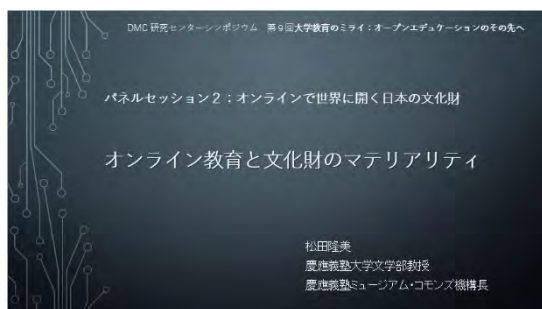 DMC 研究センターシンポジウム 第9回大学教育のミライ：オープンエデュケーションのその先へ
パネルセッション２：オンラインで世界に開く日本の文化財
オンライン教育と文化財のマテリアリティ
松田隆美
慶應義塾大学文学部教授
慶應義塾ミュージアム・コモンズ機構長